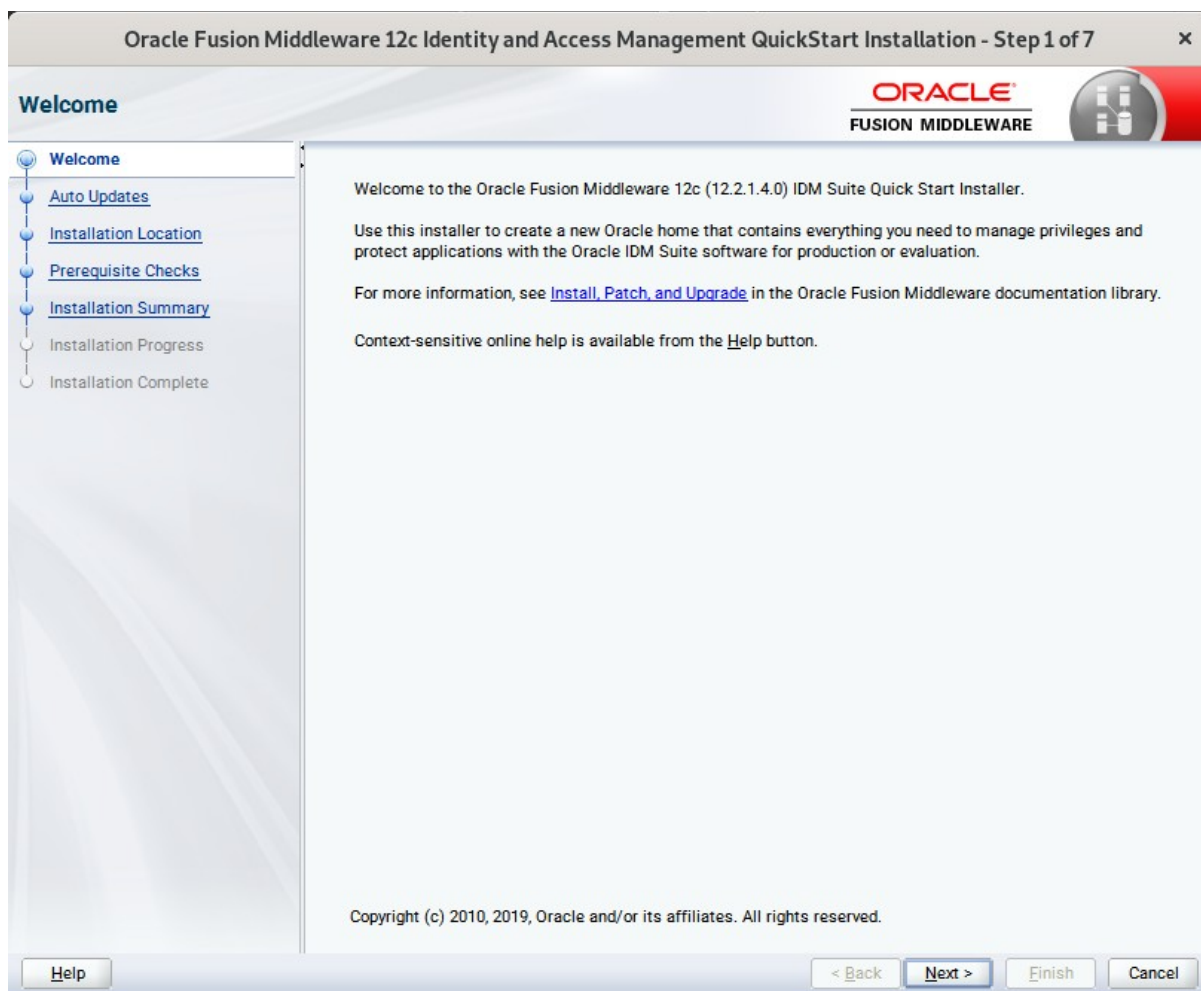 Oracle Fusion Middleware 12c Identity and Access Management QuickStart Installation - Step 1 of 7
Welcome
ORACLE
FUSION MIDDLEWARE
Welcome
Auto Updates
Installation Location
Prerequisite Checks
Installation Summary
Installation Progress
Installation Complete
Welcome to the Oracle Fusion Middleware 12c (12.2.1.4.0) IDM Suite Quick Start Installer.
Use this installer to create a new Oracle home that contains everything you need to manage privileges and
protect applications with the Oracle IDM Suite software for production or evaluation.
For more information, see Install, Patch, and Upgrade in the Oracle Fusion Middleware documentation library.
Context-sensitive online help is available from the Help button.
Copyright (c) 2010, 2019, Oracle and/or its affiliates. All rights reserved.
Help
< Back
Next >
Finish
Cancel